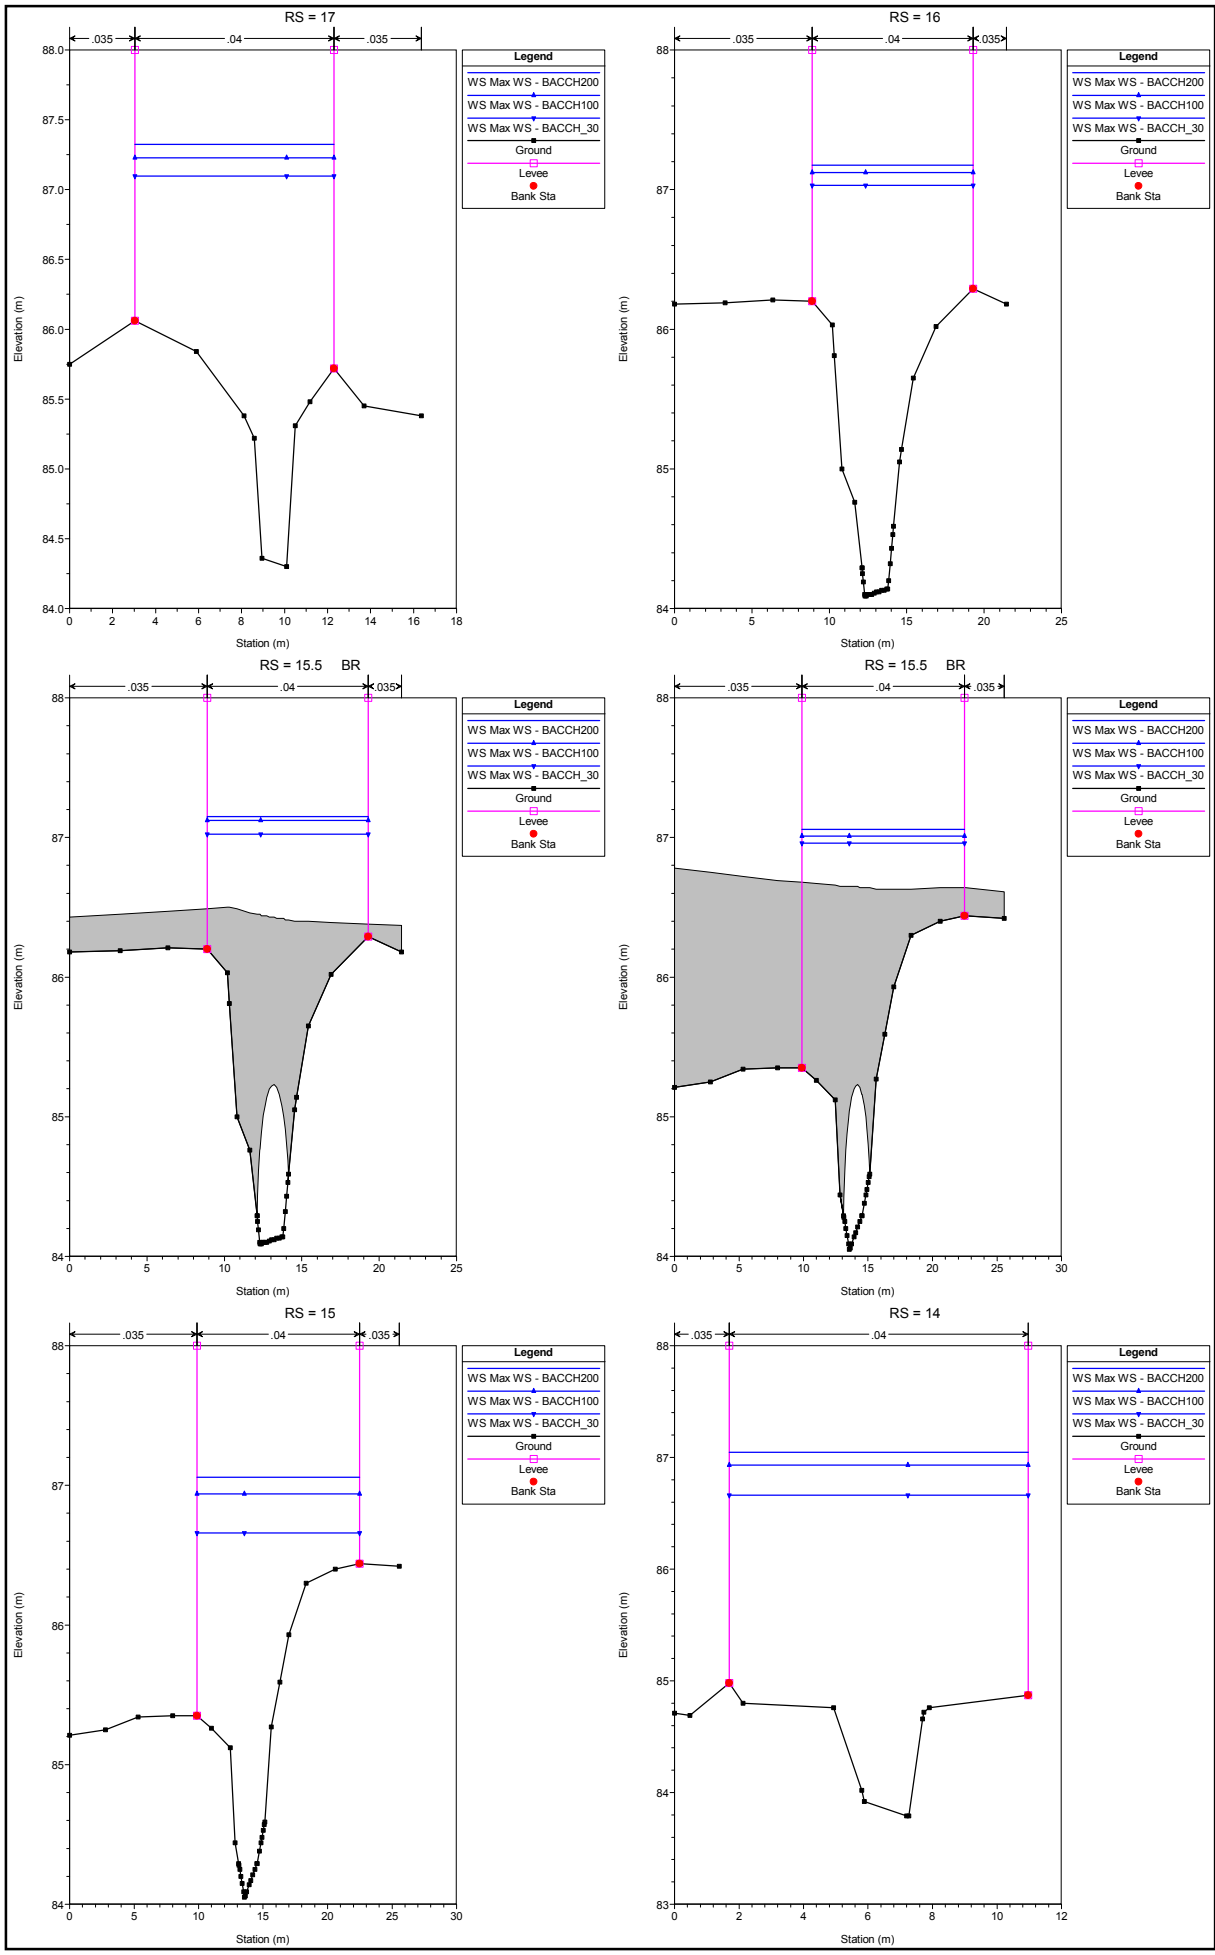 RS = 17
.035 .04 .035
88.0
87.5
87.0
86.5
86.0
85.5
85.0
84.5
84.0
Elevation (m)
0 2 4 6 8 10 12 14 16 18
Station (m)
Legend
WS Max WS - BACCH200
WS Max WS - BACCH100
WS Max WS - BACCH_30
Ground
Levee
Bank Sta
RS = 16
.035 .04 .035
88
87
86
85
84
Elevation (m)
0 5 10 15 20 25
Station (m)
Legend
WS Max WS - BACCH200
WS Max WS - BACCH100
WS Max WS - BACCH_30
Ground
Levee
Bank Sta
RS = 15.5 BR
.035 .04 .035
88
87
86
85
84
Elevation (m)
0 5 10 15 20 25
Station (m)
Legend
WS Max WS - BACCH200
WS Max WS - BACCH100
WS Max WS - BACCH_30
Ground
Levee
Bank Sta
RS = 15.5 BR
.035 .04 .035
88
87
86
85
84
Elevation (m)
0 5 10 15 20 25 30
Station (m)
Legend
WS Max WS - BACCH200
WS Max WS - BACCH100
WS Max WS - BACCH_30
Ground
Levee
Bank Sta
RS = 15
.035 .04 .035
88
87
86
85
84
Elevation (m)
0 5 10 15 20 25 30
Station (m)
Legend
WS Max WS - BACCH200
WS Max WS - BACCH100
WS Max WS - BACCH_30
Ground
Levee
Bank Sta
RS = 14
.035 .04
88
87
86
85
84
83
Elevation (m)
0 2 4 6 8 10 12
Station (m)
Legend
WS Max WS - BACCH200
WS Max WS - BACCH100
WS Max WS - BACCH_30
Ground
Levee
Bank Sta